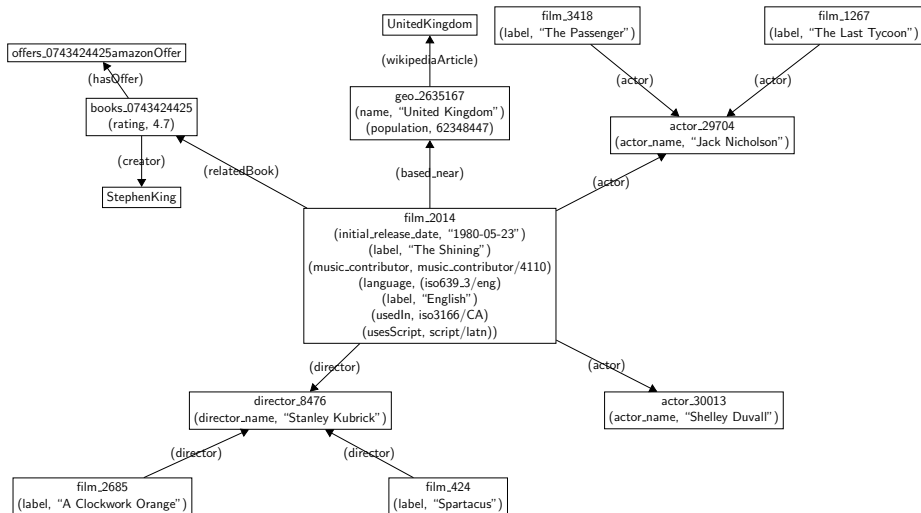 film_3418
(label, “The Passenger”)
film_1267
(label, “The Last Tycoon”)
UnitedKingdom
offers_0743424425amazonOffer
(hasOffer)
(wikipediaArticle)
(actor)
(actor)
books_0743424425
(rating, 4.7)
geo_2635167
(name, “United Kingdom”)
(population, 62348447)
actor_29704
(actor_name, “Jack Nicholson”)
(creator)
(relatedBook)
(based_near)
(actor)
StephenKing
film_2014
(initial_release_date, “1980-05-23”)
(label, “The Shining”)
(music_contributor, music_contributor/4110)
(language, (iso639_3/eng)
(label, “English”)
(usedIn, iso3166/CA)
(usesScript, script/latn))
(director)
(actor)
director_8476
(director_name, “Stanley Kubrick”)
actor_30013
(actor_name, “Shelley Duvall”)
(director)
(director)
film_2685
(label, “A Clockwork Orange”)
film_424
(label, “Spartacus”)